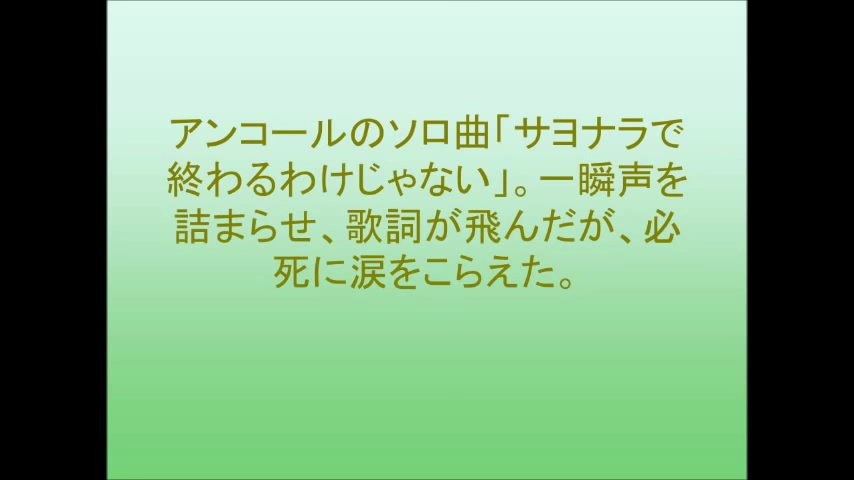 アンコールのソロ曲「サヨナラで
終わるわけじゃない」。一瞬声を
詰まらせ、歌詞が飛んだが、必
死に涙をこらえた。